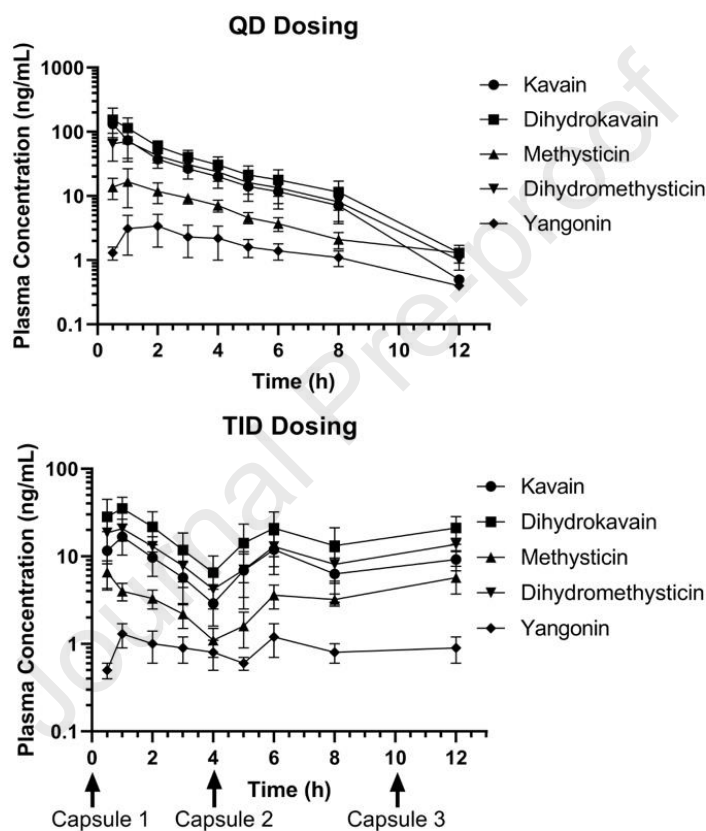 QD Dosing
Plasma Concentration (ng/mL)
1000
100
10
1
0.1
0 2 4 6 8 10 12
Time (h)
Kavain
Dihydrokavain
Methysticin
Dihydromethysticin
Yangonin
Journal Pre-proof
TID Dosing
Plasma Concentration (ng/mL)
100
10
1
0.1
0 2 4 6 8 10 12
Time (h)
Capsule 1 Capsule 2 Capsule 3
Kavain
Dihydrokavain
Methysticin
Dihydromethysticin
Yangonin